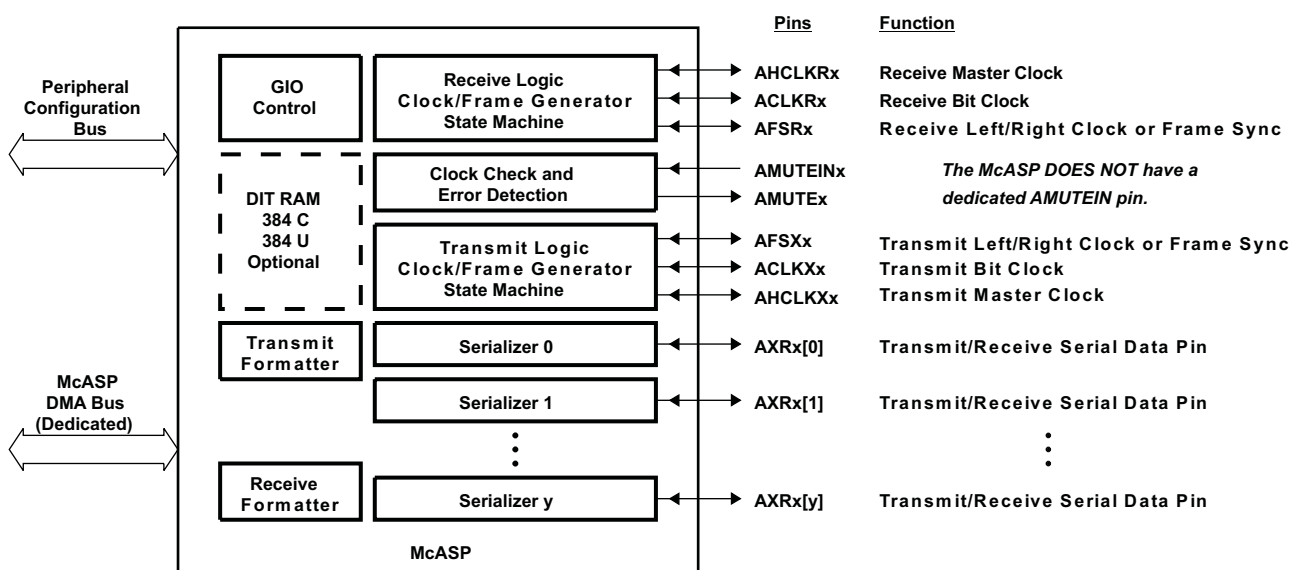 Pins Function
Peripheral
Configuration
Bus
GIO
Control
Receive Logic
Clock/Frame Generator
State Machine
AHCLKRx Receive Master Clock
ACLKRx Receive Bit Clock
AFSRx Receive Left/Right Clock or Frame Sync
DIT RAM
384 C
384 U
Optional
Clock Check and
Error Detection
AMUTEINx
AMUTEx
The McASP DOES NOT have a
dedicated AMUTEIN pin.
Transmit Logic
Clock/Frame Generator
State Machine
AFSXx Transmit Left/Right Clock or Frame Sync
ACLKXx Transmit Bit Clock
AHCLKXx Transmit Master Clock
Transmit
Formatter
Serializer 0
AXRx[0] Transmit/Receive Serial Data Pin
McASP
DMA Bus
(Dedicated)
Serializer 1
AXRx[1] Transmit/Receive Serial Data Pin
Receive
Formatter
Serializer y
AXRx[y] Transmit/Receive Serial Data Pin
McASP